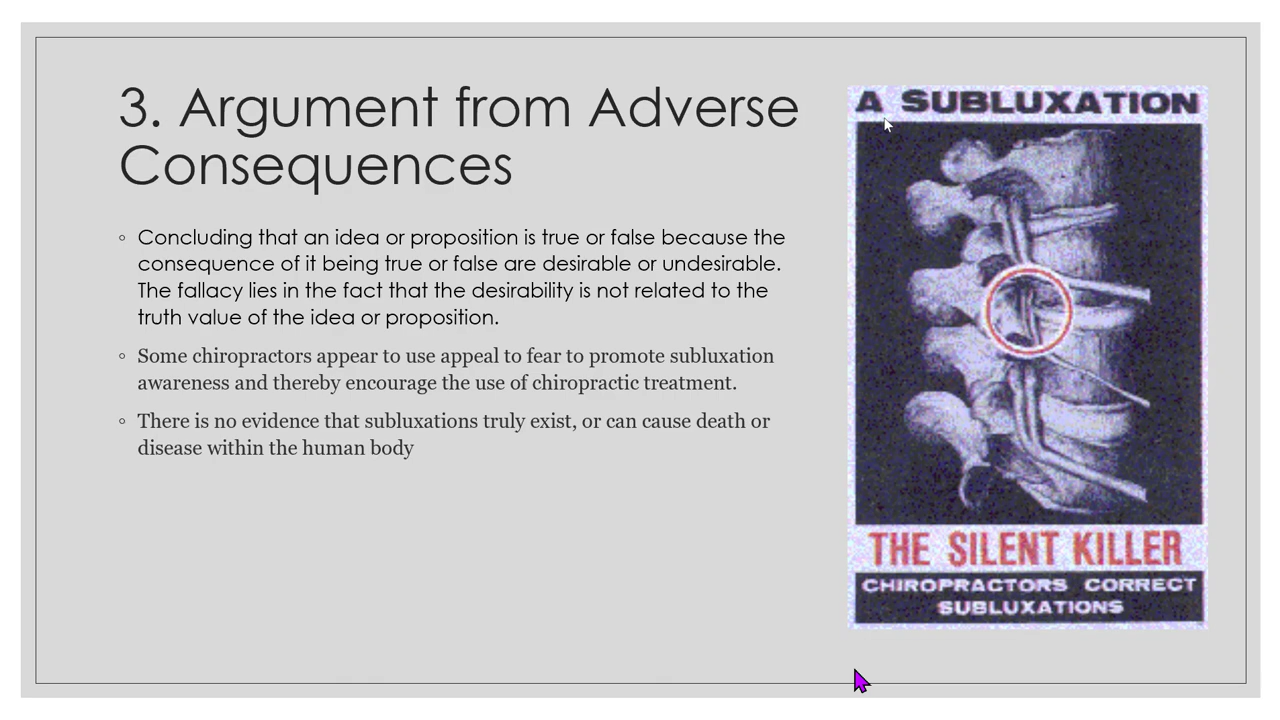 3. Argument from Adverse
Consequences
◦ Concluding that an idea or proposition is true or false because the
consequence of it being true or false are desirable or undesirable.
The fallacy lies in the fact that the desirability is not related to the
truth value of the idea or proposition.
◦ Some chiropractors appear to use appeal to fear to promote subluxation
awareness and thereby encourage the use of chiropractic treatment.
◦ There is no evidence that subluxations truly exist, or can cause death or
disease within the human body
A SUBLUXATION
THE SILENT KILLER
CHIROPRACTORS CORRECT
SUBLUXATIONS